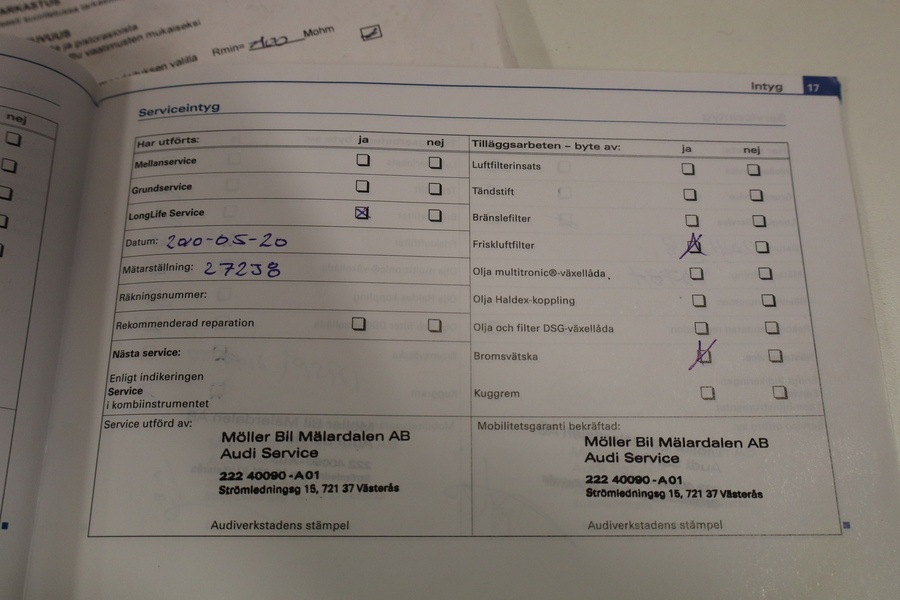 Rmin= Mohm
nej
Intyg 17
Serviceintyg
Har utförts: ja nej
Mellanservice
Grundservice
LongLife Service
Datum: 2010-05-20
Mätarställning: 27238
Räkningsnummer:
Rekommenderad reparation
Nästa service:
Enligt indikeringen
Service
i kombiinstrumentet
Tilläggsarbeten – byte av: ja nej
Luftfilterinsats
Tändstift
Bränslefilter
Friskluftfilter
Olja multitronic®-växellåda
Olja Haldex-koppling
Olja och filter DSG-växellåda
Bromsvätska
Kuggrem
Service utförd av:
Möller Bil Mälardalen AB
Audi Service
222 40090-A01
Strömledningsg 15, 721 37 Västerås
Audiverkstadens stämpel
Mobilitetsgaranti bekräftad:
Möller Bil Mälardalen AB
Audi Service
222 40090-A01
Strömledningsg 15, 721 37 Västerås
Audiverkstadens stämpel